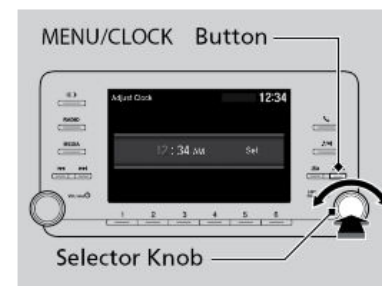 MENU/CLOCK Button
Adjust Clock 12:34
RADIO
12 : 34 AM Set
MEDIA
1 2 3 4 5 6
Selector Knob